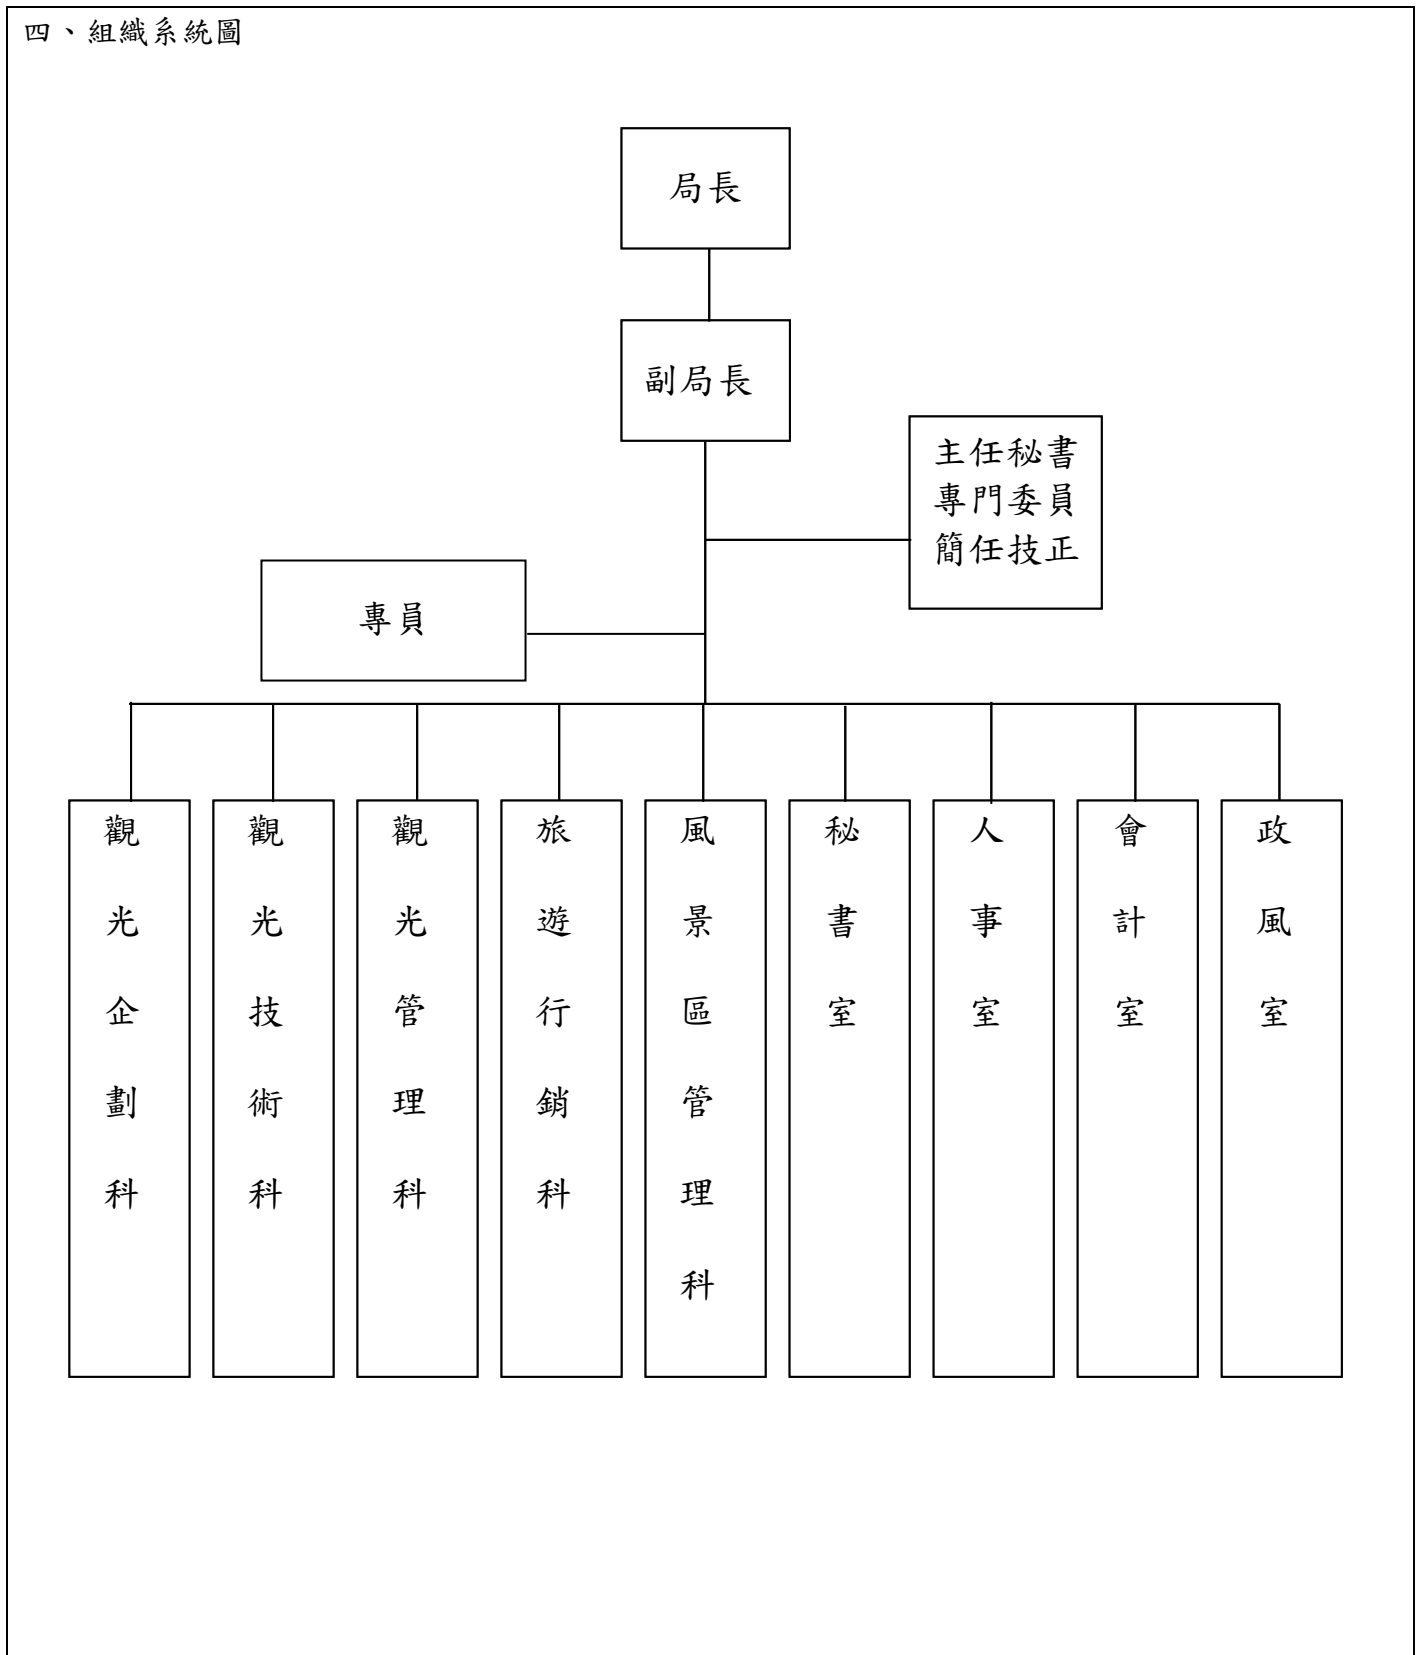 四、組織系統圖
局長
副局長
主任秘書
專門委員
簡任技正
專員
觀光企劃科
觀光技術科
觀光管理科
旅遊行銷科
風景區管理科
秘書室
人事室
會計室
政風室